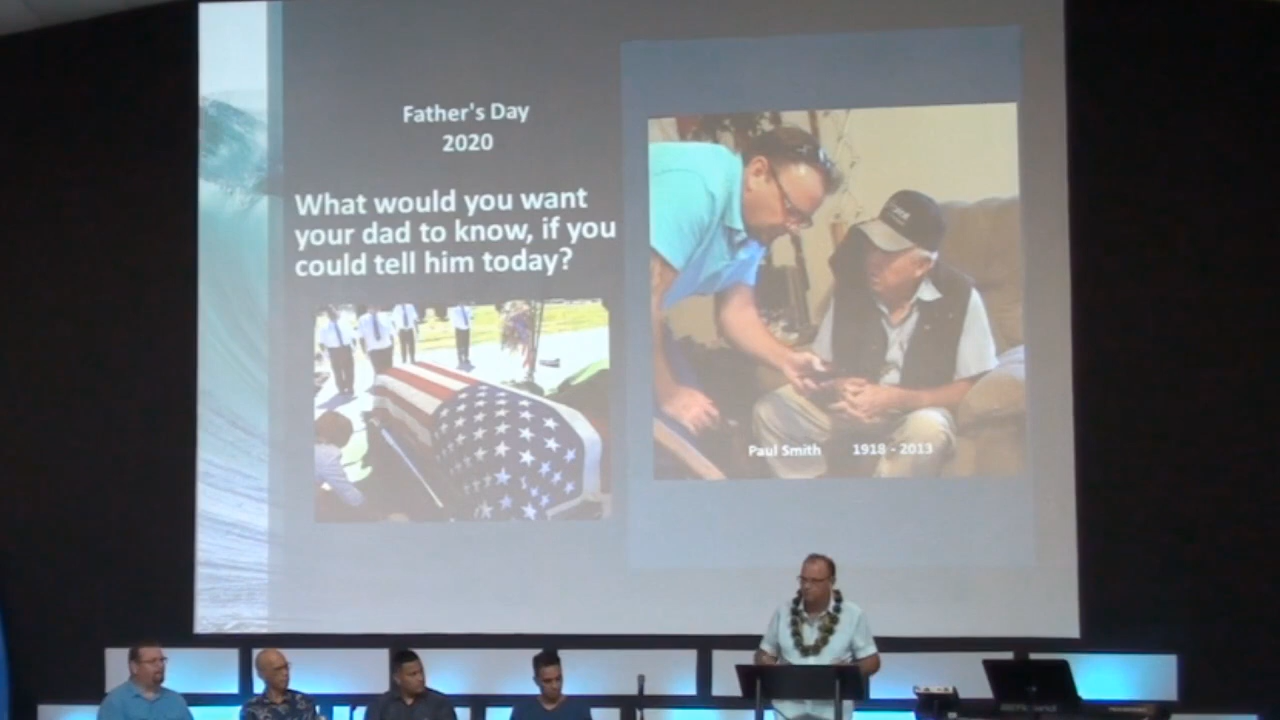 Father's Day
2020
What would you want
your dad to know, if you
could tell him today?
Paul Smith 1918 - 2013